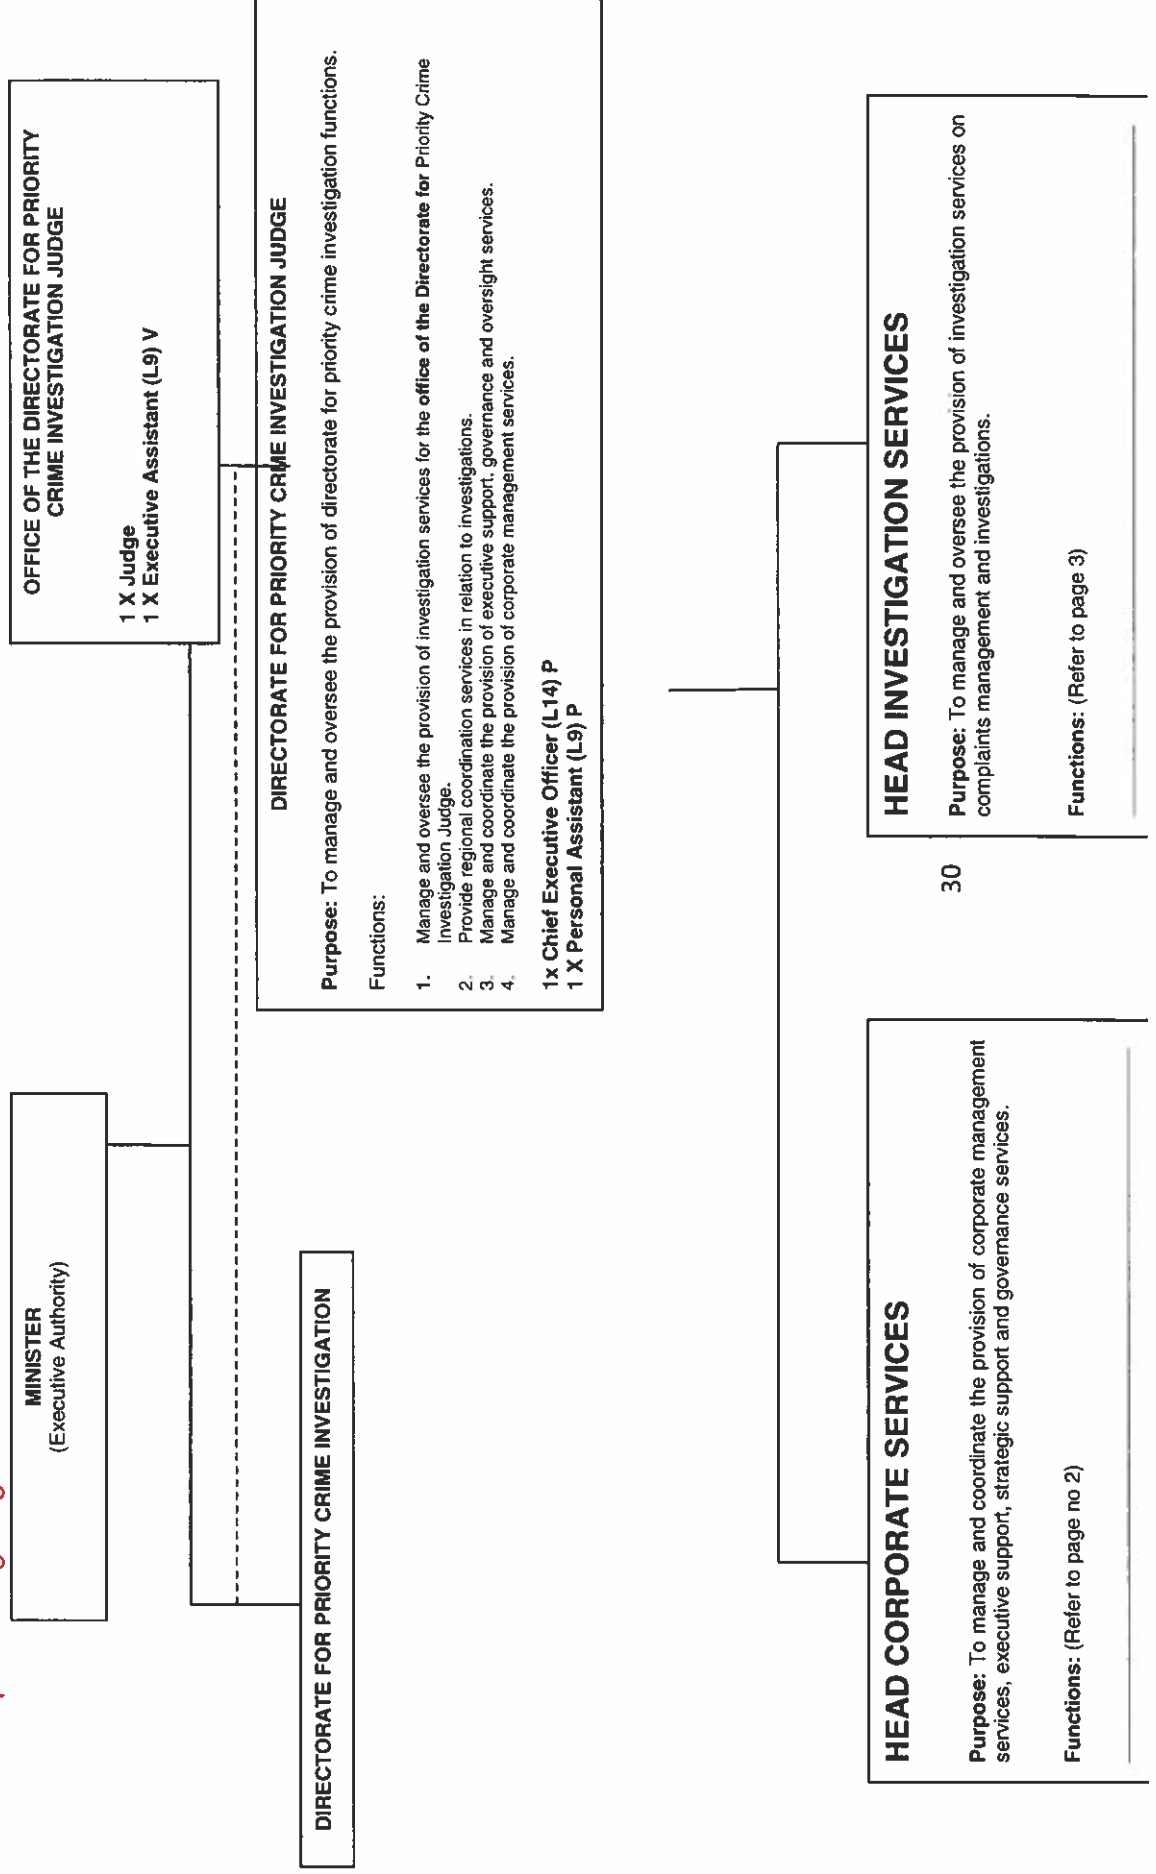 MINISTER
(Executive Authority)
OFFICE OF THE DIRECTORATE FOR PRIORITY
CRIME INVESTIGATION JUDGE
1 X Judge
1 X Executive Assistant (L9) V
DIRECTORATE FOR PRIORITY CRIME INVESTIGATION
DIRECTORATE FOR PRIORITY CRIME INVESTIGATION JUDGE
Purpose: To manage and oversee the provision of directorate for priority crime investigation functions.
Functions:
1. Manage and oversee the provision of investigation services for the office of the Directorate for Priority Crime
Investigation Judge.
2. Provide regional coordination services in relation to investigations.
3. Manage and coordinate the provision of executive support, governance and oversight services.
4. Manage and coordinate the provision of corporate management services.
1x Chief Executive Officer (L14) P
1 X Personal Assistant (L9) P
HEAD CORPORATE SERVICES
Purpose: To manage and coordinate the provision of corporate management
services, executive support, strategic support and governance services.
Functions: (Refer to page no 2)
30
HEAD INVESTIGATION SERVICES
Purpose: To manage and oversee the provision of investigation services on
complaints management and investigations.
Functions: (Refer to page 3)